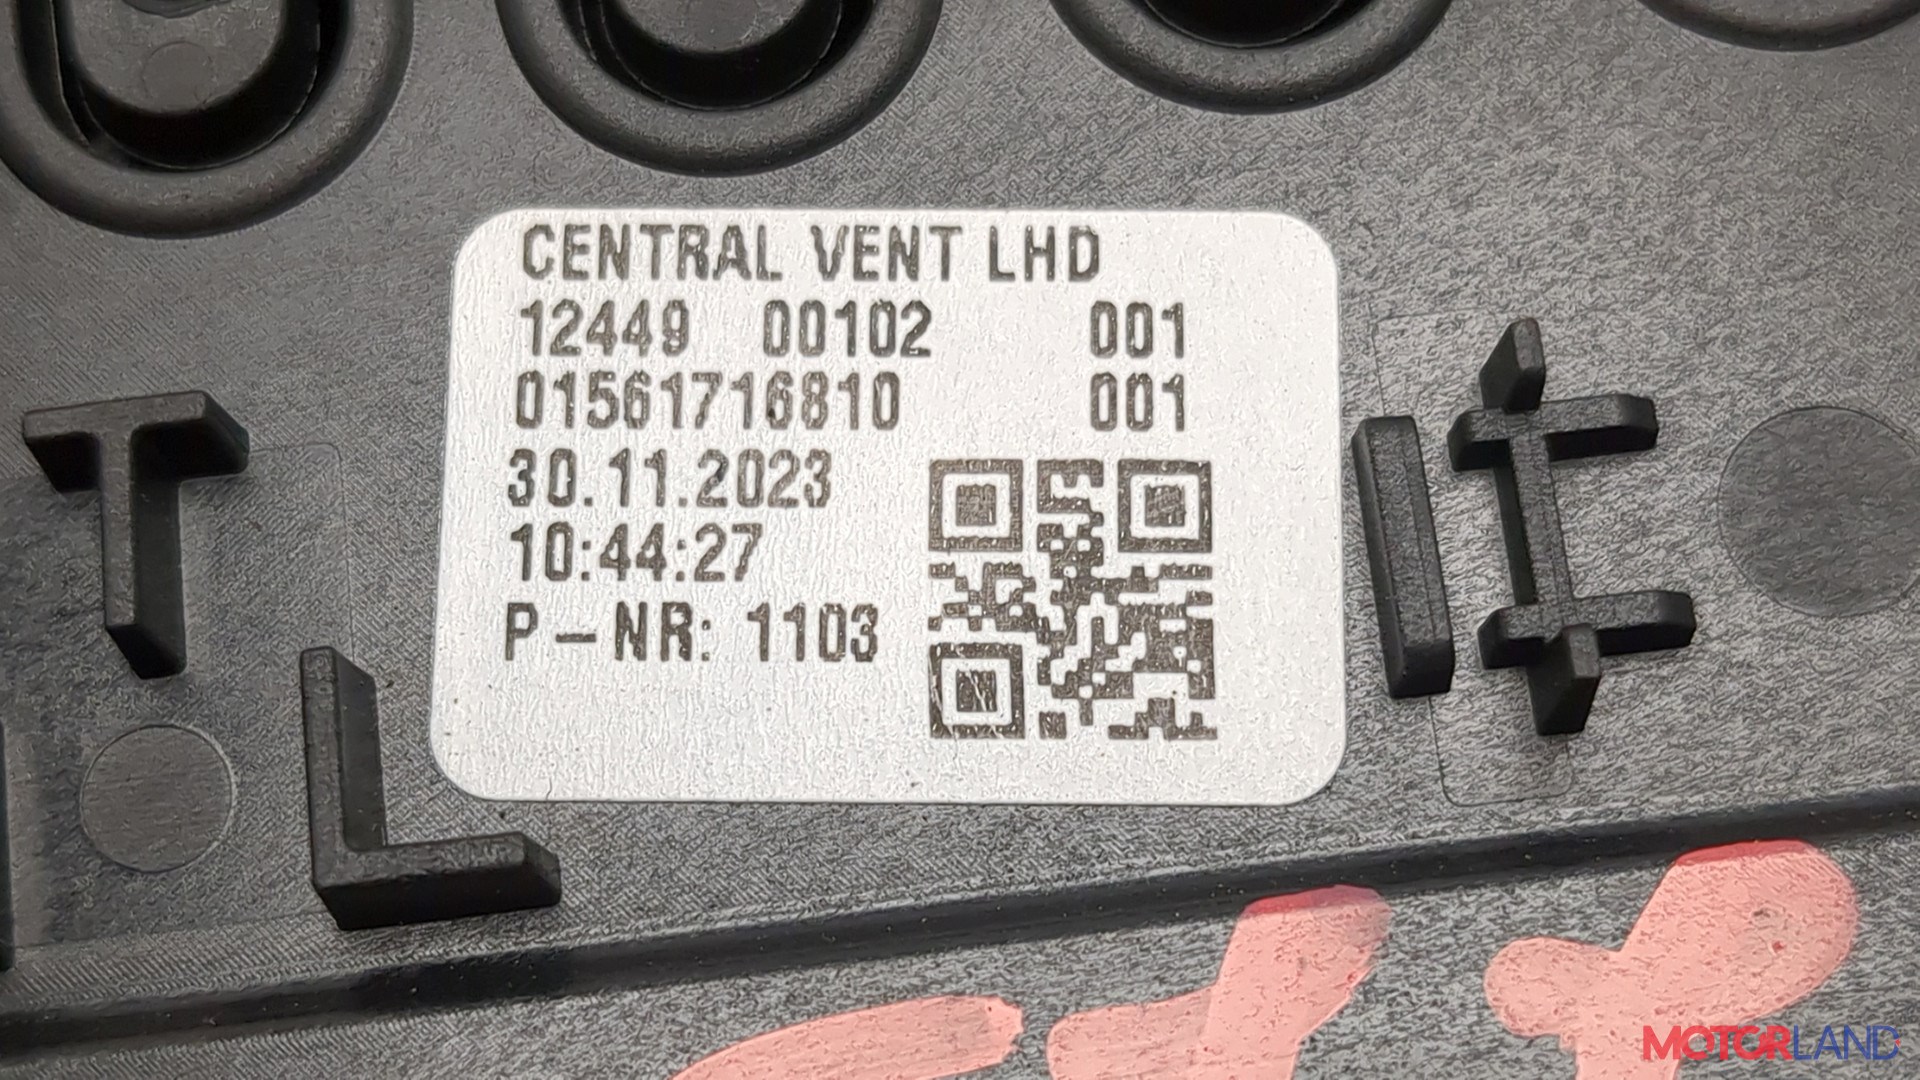 CENTRAL VENT LHD
12449 00102 001
01561716810 001
30.11.2023
10:44:27
P-NR: 1103
MOTORLAND